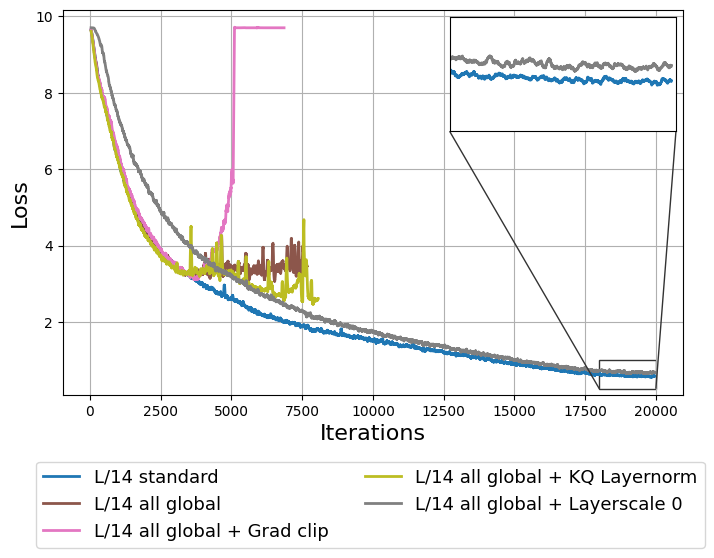 10
8
6
4
2
Loss
0 2500 5000 7500 10000 12500 15000 17500 20000
Iterations
L/14 standard
L/14 all global
L/14 all global + Grad clip
L/14 all global + KQ Layernorm
L/14 all global + Layerscale 0